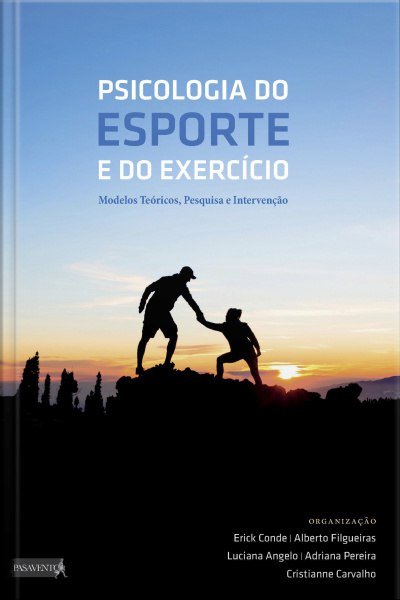 PSICOLOGIA DO
ESPORTE
E DO EXERCÍCIO
Modelos Teóricos, Pesquisa e Intervenção
ORGANIZAÇÃO
Erick Conde | Alberto Filgueiras
Luciana Angelo | Adriana Pereira
Cristianne Carvalho
PASAVENTO